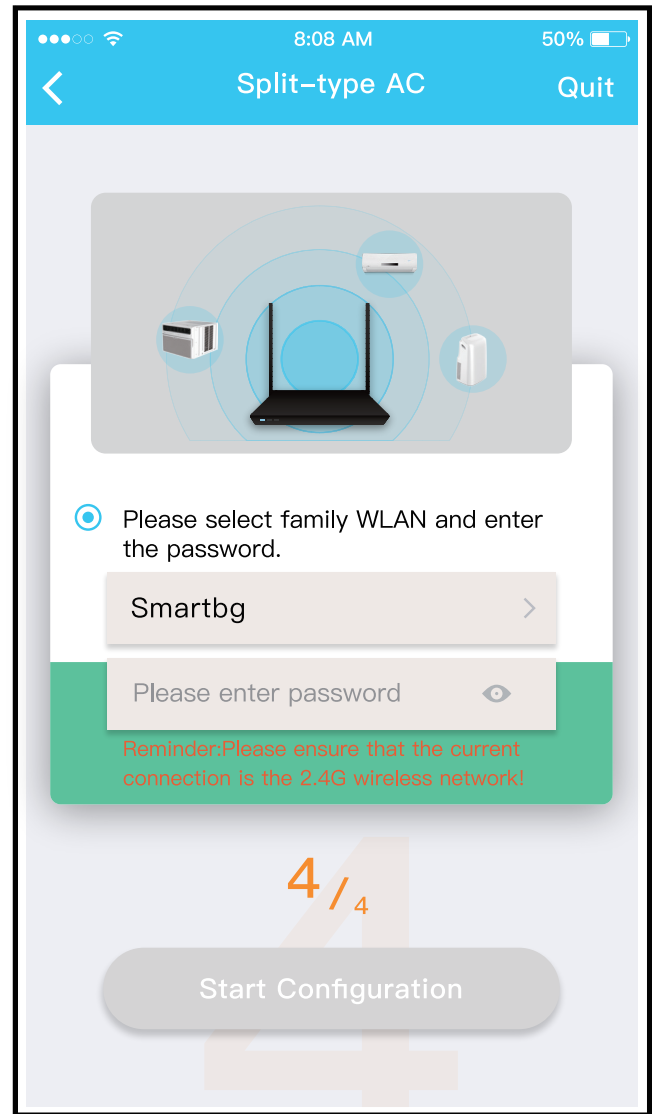 8:08 AM
50%
Split-type AC
Quit
Please select family WLAN and enter
the password.
Smartbg
Please enter password
Reminder:Please ensure that the current
connection is the 2.4G wireless network!
4/4
4
Start Configuration